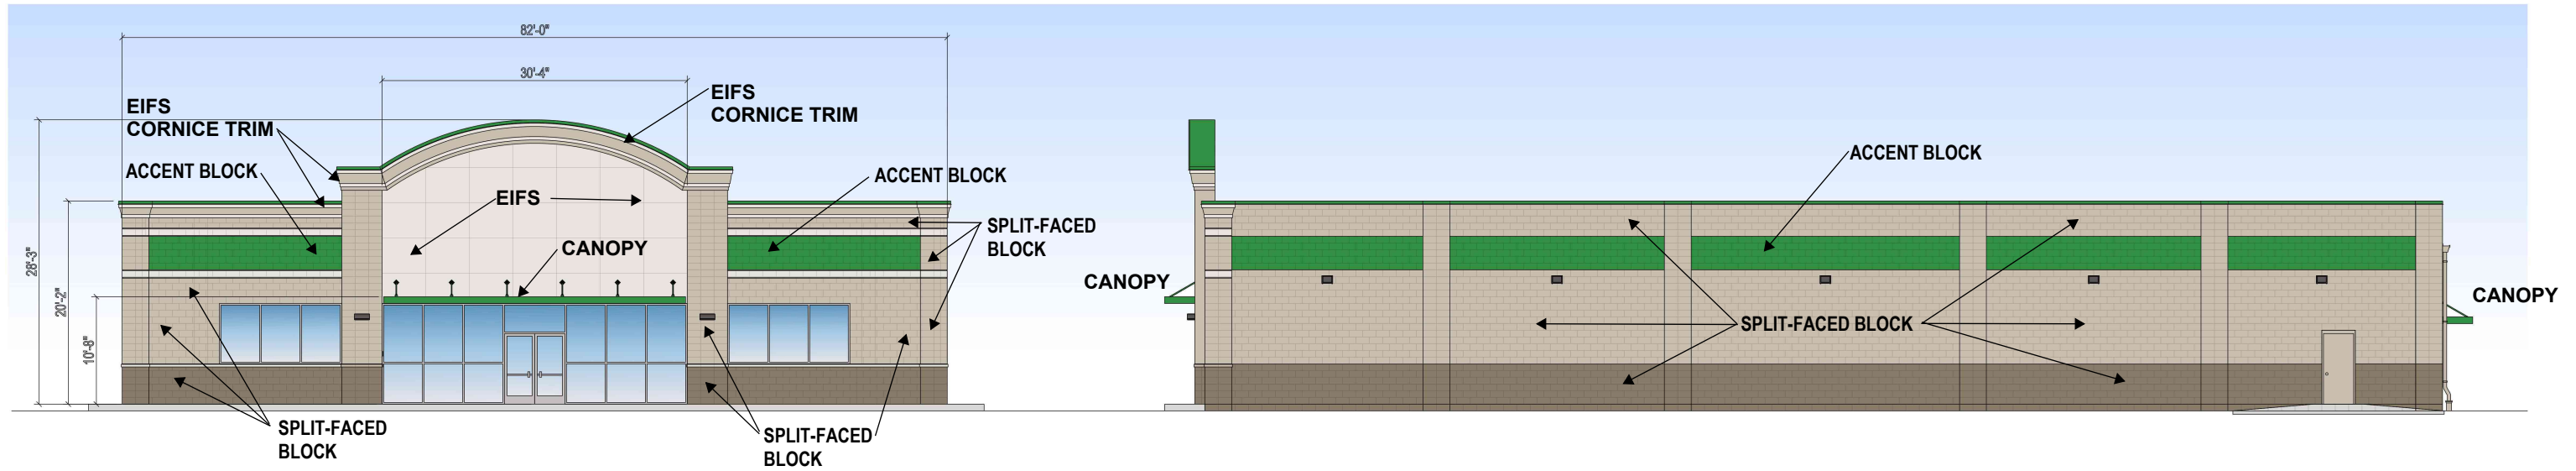 82'-0"
30'-4"
EIFS
CORNICE TRIM
EIFS
CORNICE TRIM
ACCENT BLOCK
ACCENT BLOCK
EIFS
CANOPY
SPLIT-FACED
BLOCK
28'-3"
20'-2"
10'-8"
SPLIT-FACED
BLOCK
SPLIT-FACED
BLOCK
ACCENT BLOCK
CANOPY
SPLIT-FACED BLOCK
CANOPY